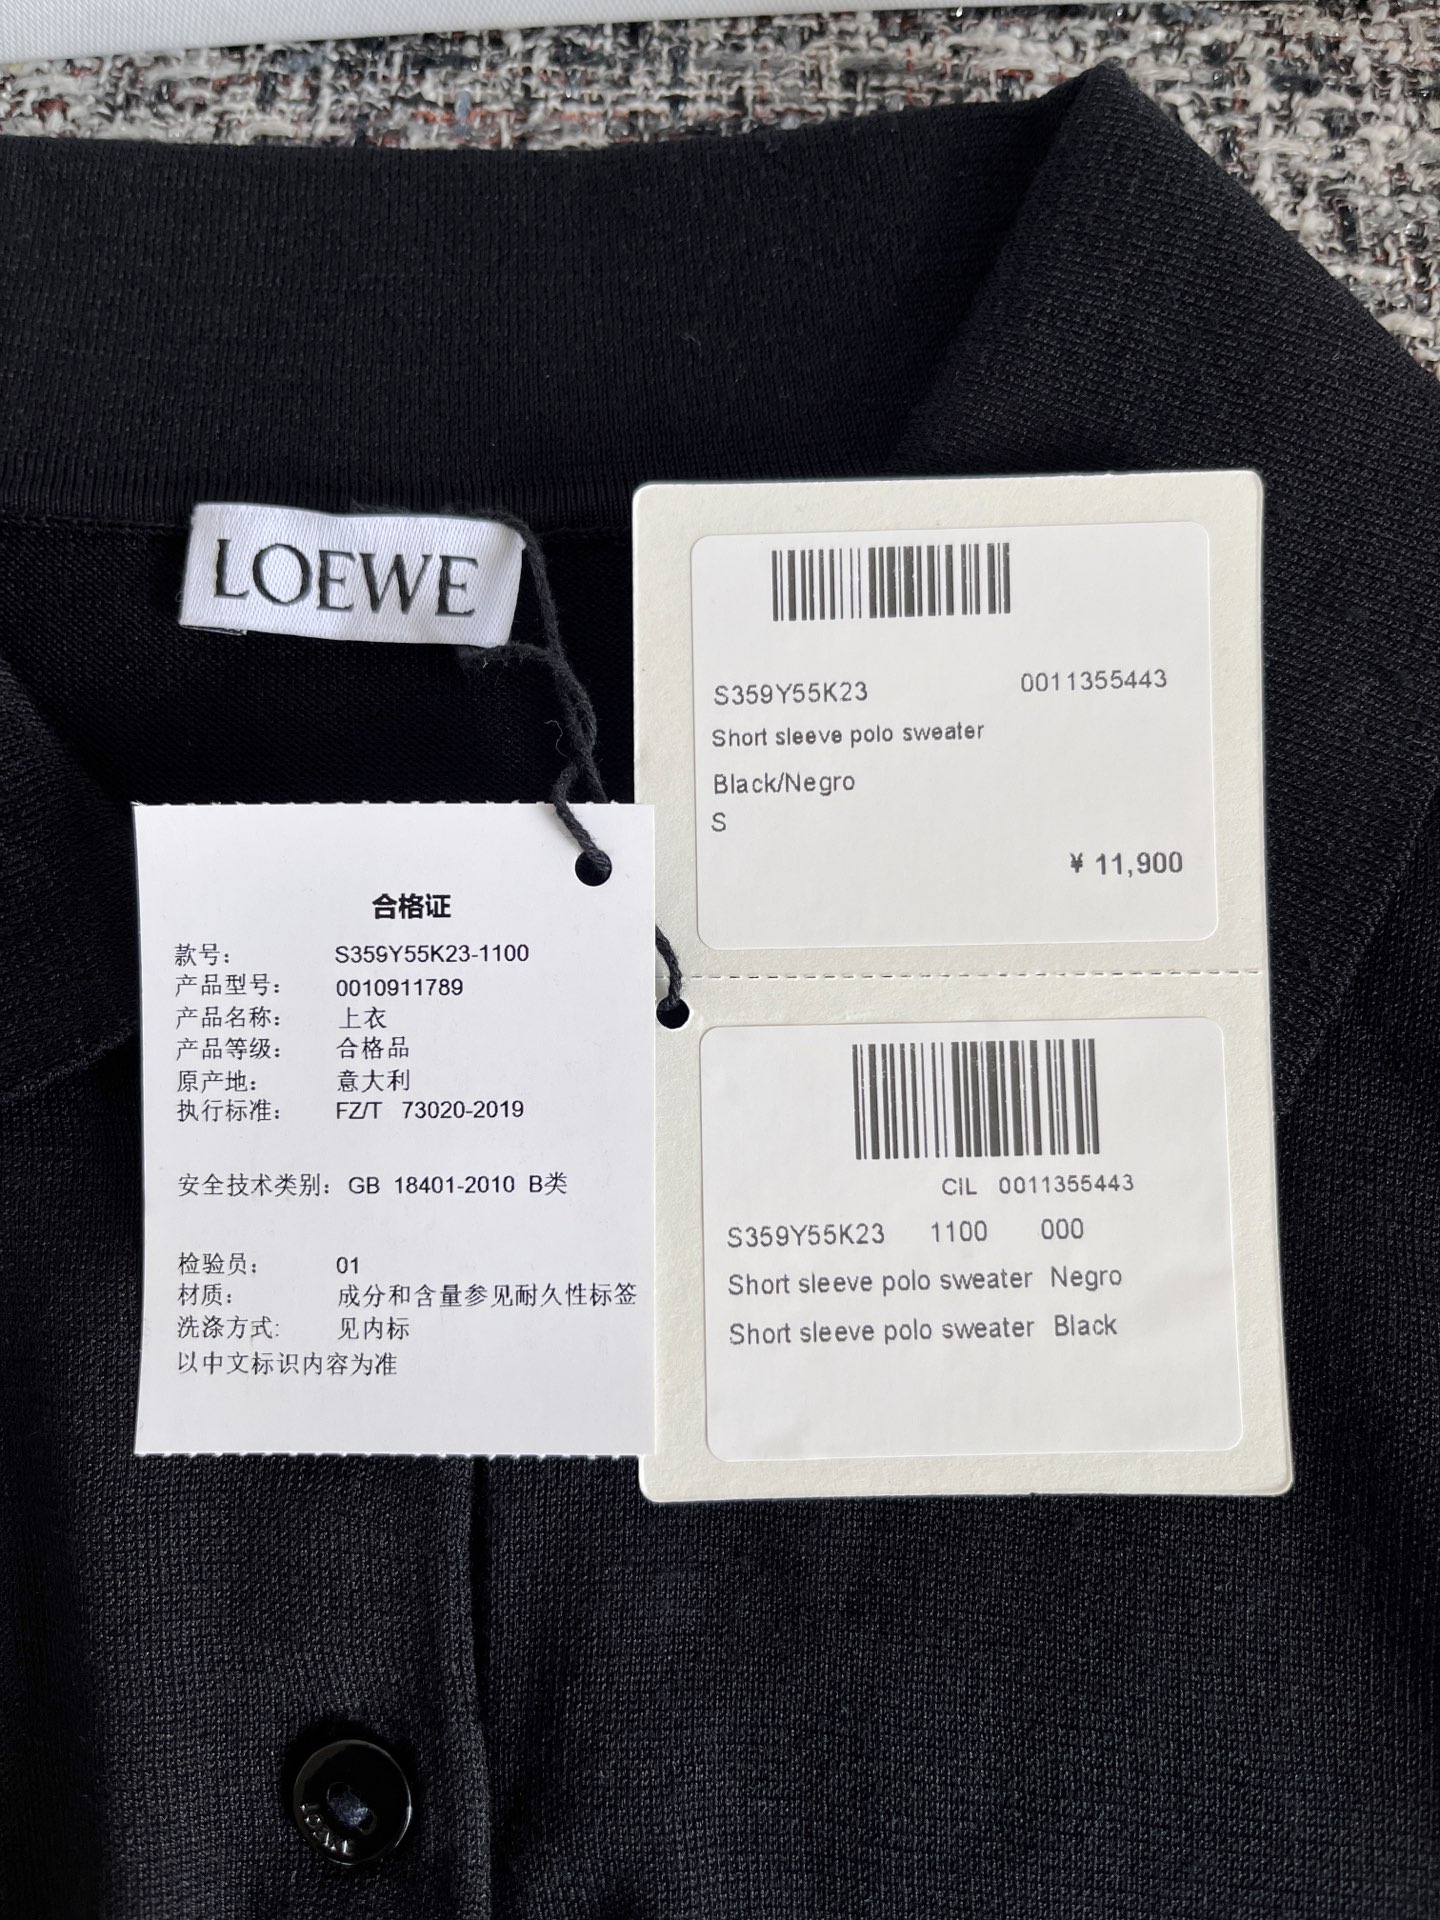 LOEWE
S359Y55K23 0011355443
Short sleeve polo sweater
Black/Negro
S
¥ 11,900
合格证
款号： S359Y55K23-1100
产品型号： 0010911789
产品名称： 上衣
产品等级： 合格品
原产地： 意大利
执行标准： FZ/T 73020-2019
安全技术类别： GB 18401-2010 B类
检验员： 01
材质： 成分和含量参见耐久性标签
洗涤方式: 见内标
以中文标识内容为准
CIL 0011355443
S359Y55K23 1100 000
Short sleeve polo sweater Negro
Short sleeve polo sweater Black
LOEWE